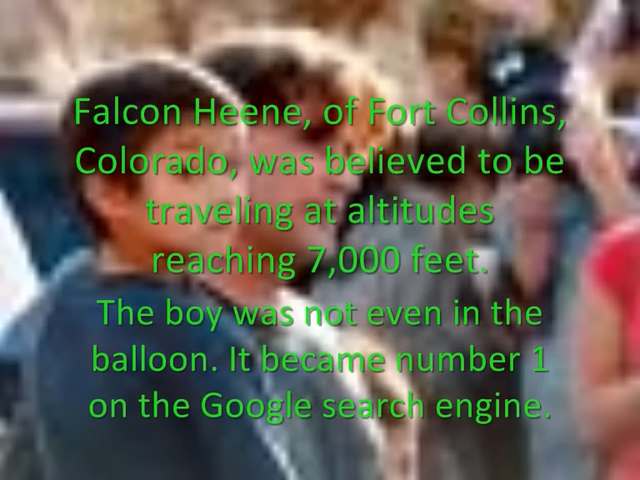 Falcon Heene, of Fort Collins,
Colorado, was believed to be
traveling at altitudes
reaching 7,000 feet.
The boy was not even in the
balloon. It became number 1
on the Google search engine.